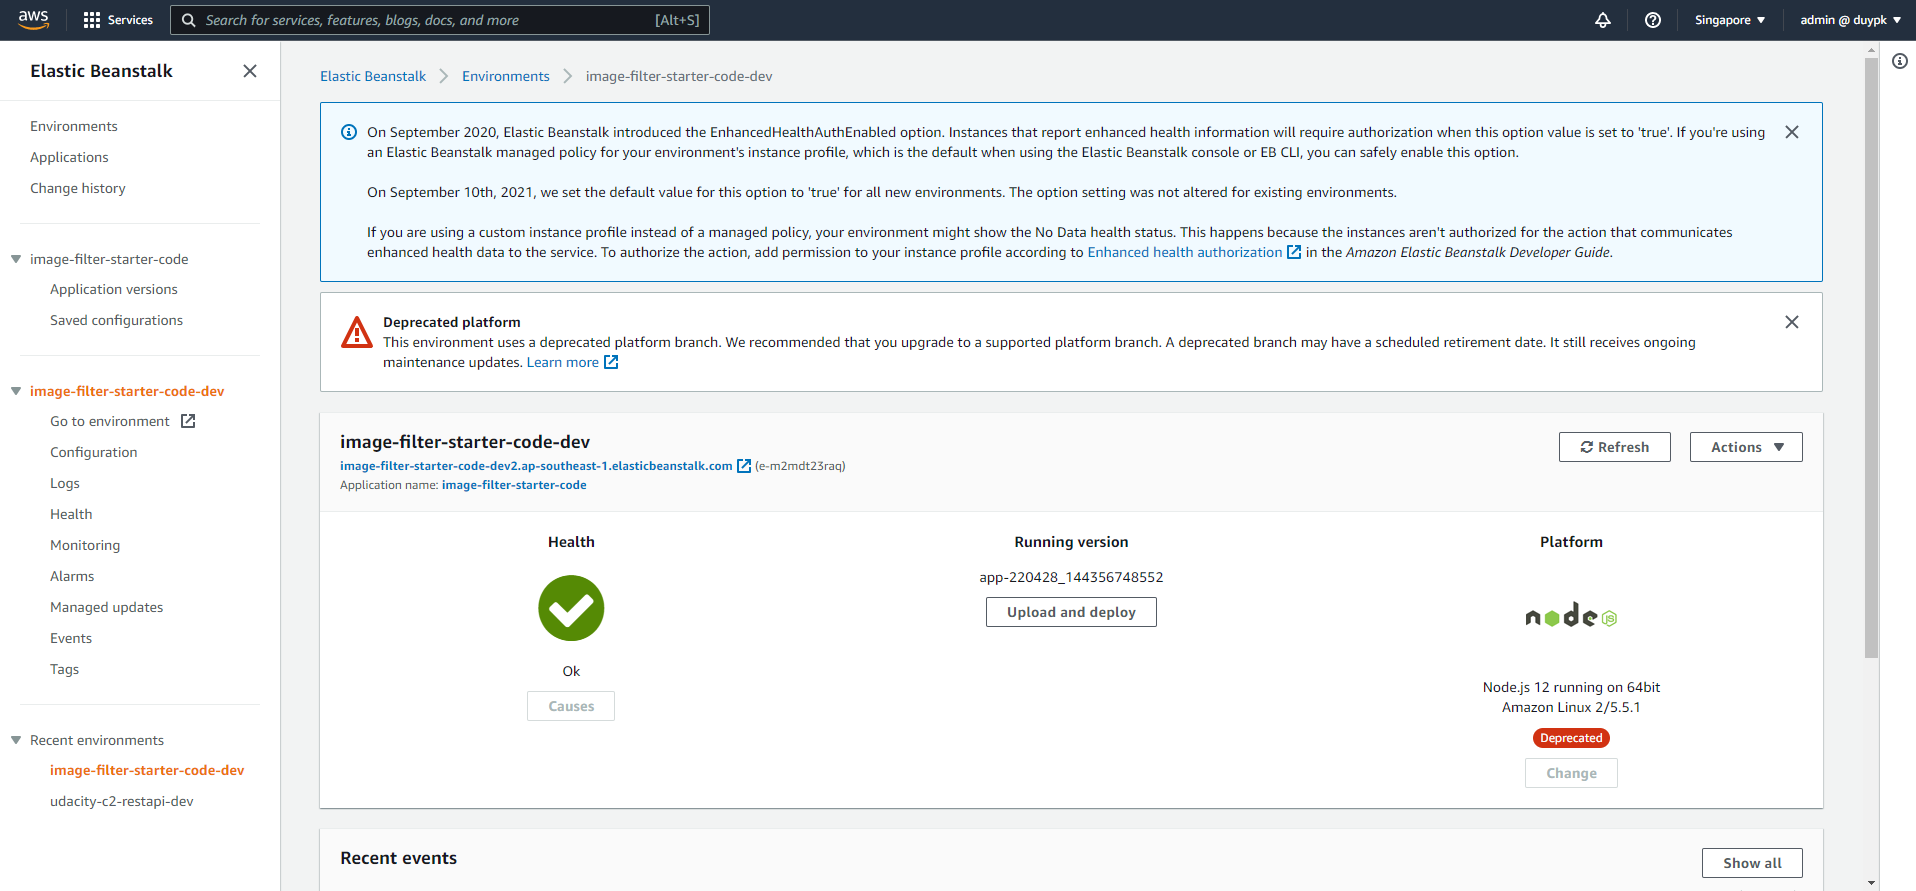 aws
Services
Search for services, features, blogs, docs, and more
[Alt+S]
Singapore ▼
admin @ duypk ▼
Elastic Beanstalk
Environments
Applications
Change history
image-filter-starter-code
Application versions
Saved configurations
image-filter-starter-code-dev
Go to environment
Configuration
Logs
Health
Monitoring
Alarms
Managed updates
Events
Tags
Recent environments
image-filter-starter-code-dev
udacity-c2-restapi-dev
Elastic Beanstalk > Environments > image-filter-starter-code-dev
On September 2020, Elastic Beanstalk introduced the EnhancedHealthAuthEnabled option. Instances that report enhanced health information will require authorization when this option value is set to 'true'. If you're using
an Elastic Beanstalk managed policy for your environment's instance profile, which is the default when using the Elastic Beanstalk console or EB CLI, you can safely enable this option.
On September 10th, 2021, we set the default value for this option to 'true' for all new environments. The option setting was not altered for existing environments.
If you are using a custom instance profile instead of a managed policy, your environment might show the No Data health status. This happens because the instances aren't authorized for the action that communicates
enhanced health data to the service. To authorize the action, add permission to your instance profile according to Enhanced health authorization in the Amazon Elastic Beanstalk Developer Guide.
Deprecated platform
This environment uses a deprecated platform branch. We recommended that you upgrade to a supported platform branch. A deprecated branch may have a scheduled retirement date. It still receives ongoing
maintenance updates. Learn more
image-filter-starter-code-dev
image-filter-starter-code-dev2.ap-southeast-1.elasticbeanstalk.com (e-m2mdt23raq)
Application name: image-filter-starter-code
Refresh
Actions ▼
Health
Ok
Causes
Running version
app-220428_144356748552
Upload and deploy
Platform
node JS
Node.js 12 running on 64bit
Amazon Linux 2/5.5.1
Deprecated
Change
Recent events
Show all